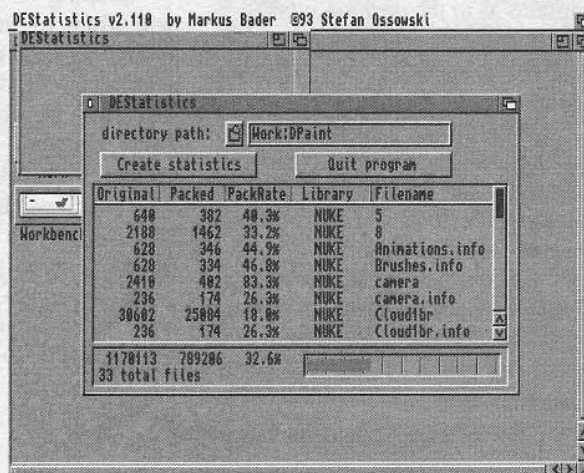 DEStatistics v2.110 by Markus Bader ©93 Stefan Ossowski
DEStatistics
DEStatistics
directory path: Work:DPaint
Create statistics Quit program
Original Packed PackRate Library Filename
640 382 40.3% NUKE 5
2188 1462 33.2% NUKE 8
628 346 44.9% NUKE Animations.info
628 334 46.8% NUKE Brushes.info
2410 402 83.3% NUKE camera
236 174 26.3% NUKE camera.info
30602 25084 18.0% NUKE Cloud1br
236 174 26.3% NUKE Cloud1br.info
Workbenc
1170113 789206 32.6%
33 total files